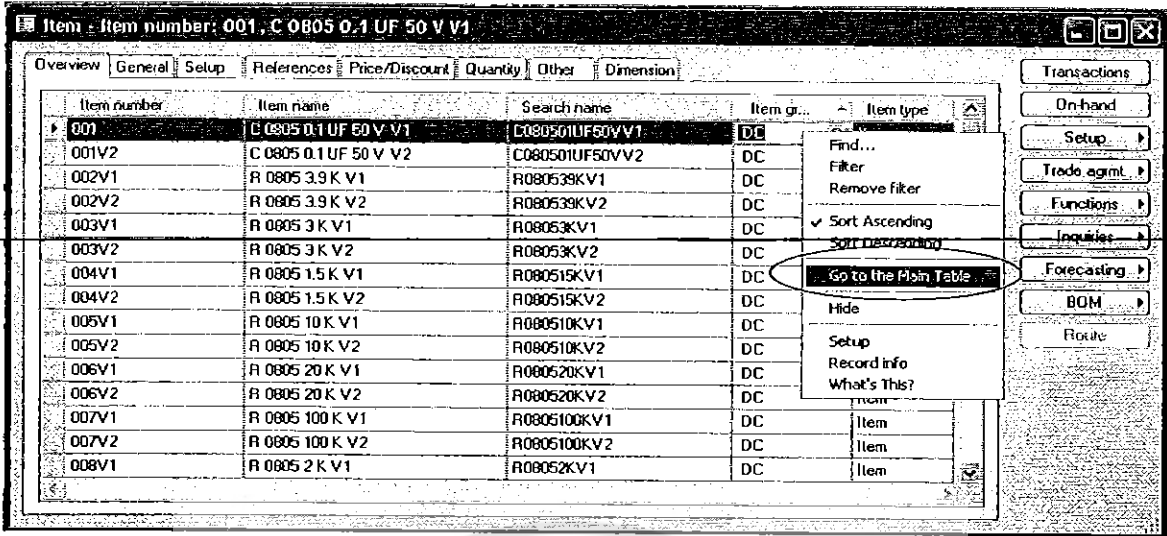 Item - Item number: 001, C 0805 0.1 UF 50 V V1
Overview General Setup References Price/Discount Quantity Other Dimension
Item number Item name Search name Item gr... Item type
001 C 0805 0.1 UF 50 V V1 C080501UF50VV1 DC
001V2 C 0805 0.1 UF 50 V V2 C080501UF50VV2 DC
002V1 R 0805 3.9 K V1 R080539KV1 DC
002V2 R 0805 3.9 K V2 R080539KV2 DC
003V1 R 0805 3 K V1 R08053KV1 DC
003V2 R 0805 3 K V2 R08053KV2 DC
004V1 R 0805 1.5 K V1 R080515KV1 DC
004V2 R 0805 1.5 K V2 R080515KV2 DC
005V1 R 0805 10 K V1 R080510KV1 DC
005V2 R 0805 10 K V2 R080510KV2 DC
006V1 R 0805 20 K V1 R080520KV1 DC
006V2 R 0805 20 K V2 R080520KV2 DC Item
007V1 R 0805 100 K V1 R0805100KV1 DC Item
007V2 R 0805 100 K V2 R0805100KV2 DC Item
008V1 R 0805 2 K V1 R08052KV1 DC Item
Find...
Filter
Remove filter
Sort Ascending
Sort Descending
Go to the Main Table
Hide
Setup
Record info
What's This?
Transactions
On-hand
Setup
Trade agrmt.
Functions
Inquiries
Forecasting
BOM
Route